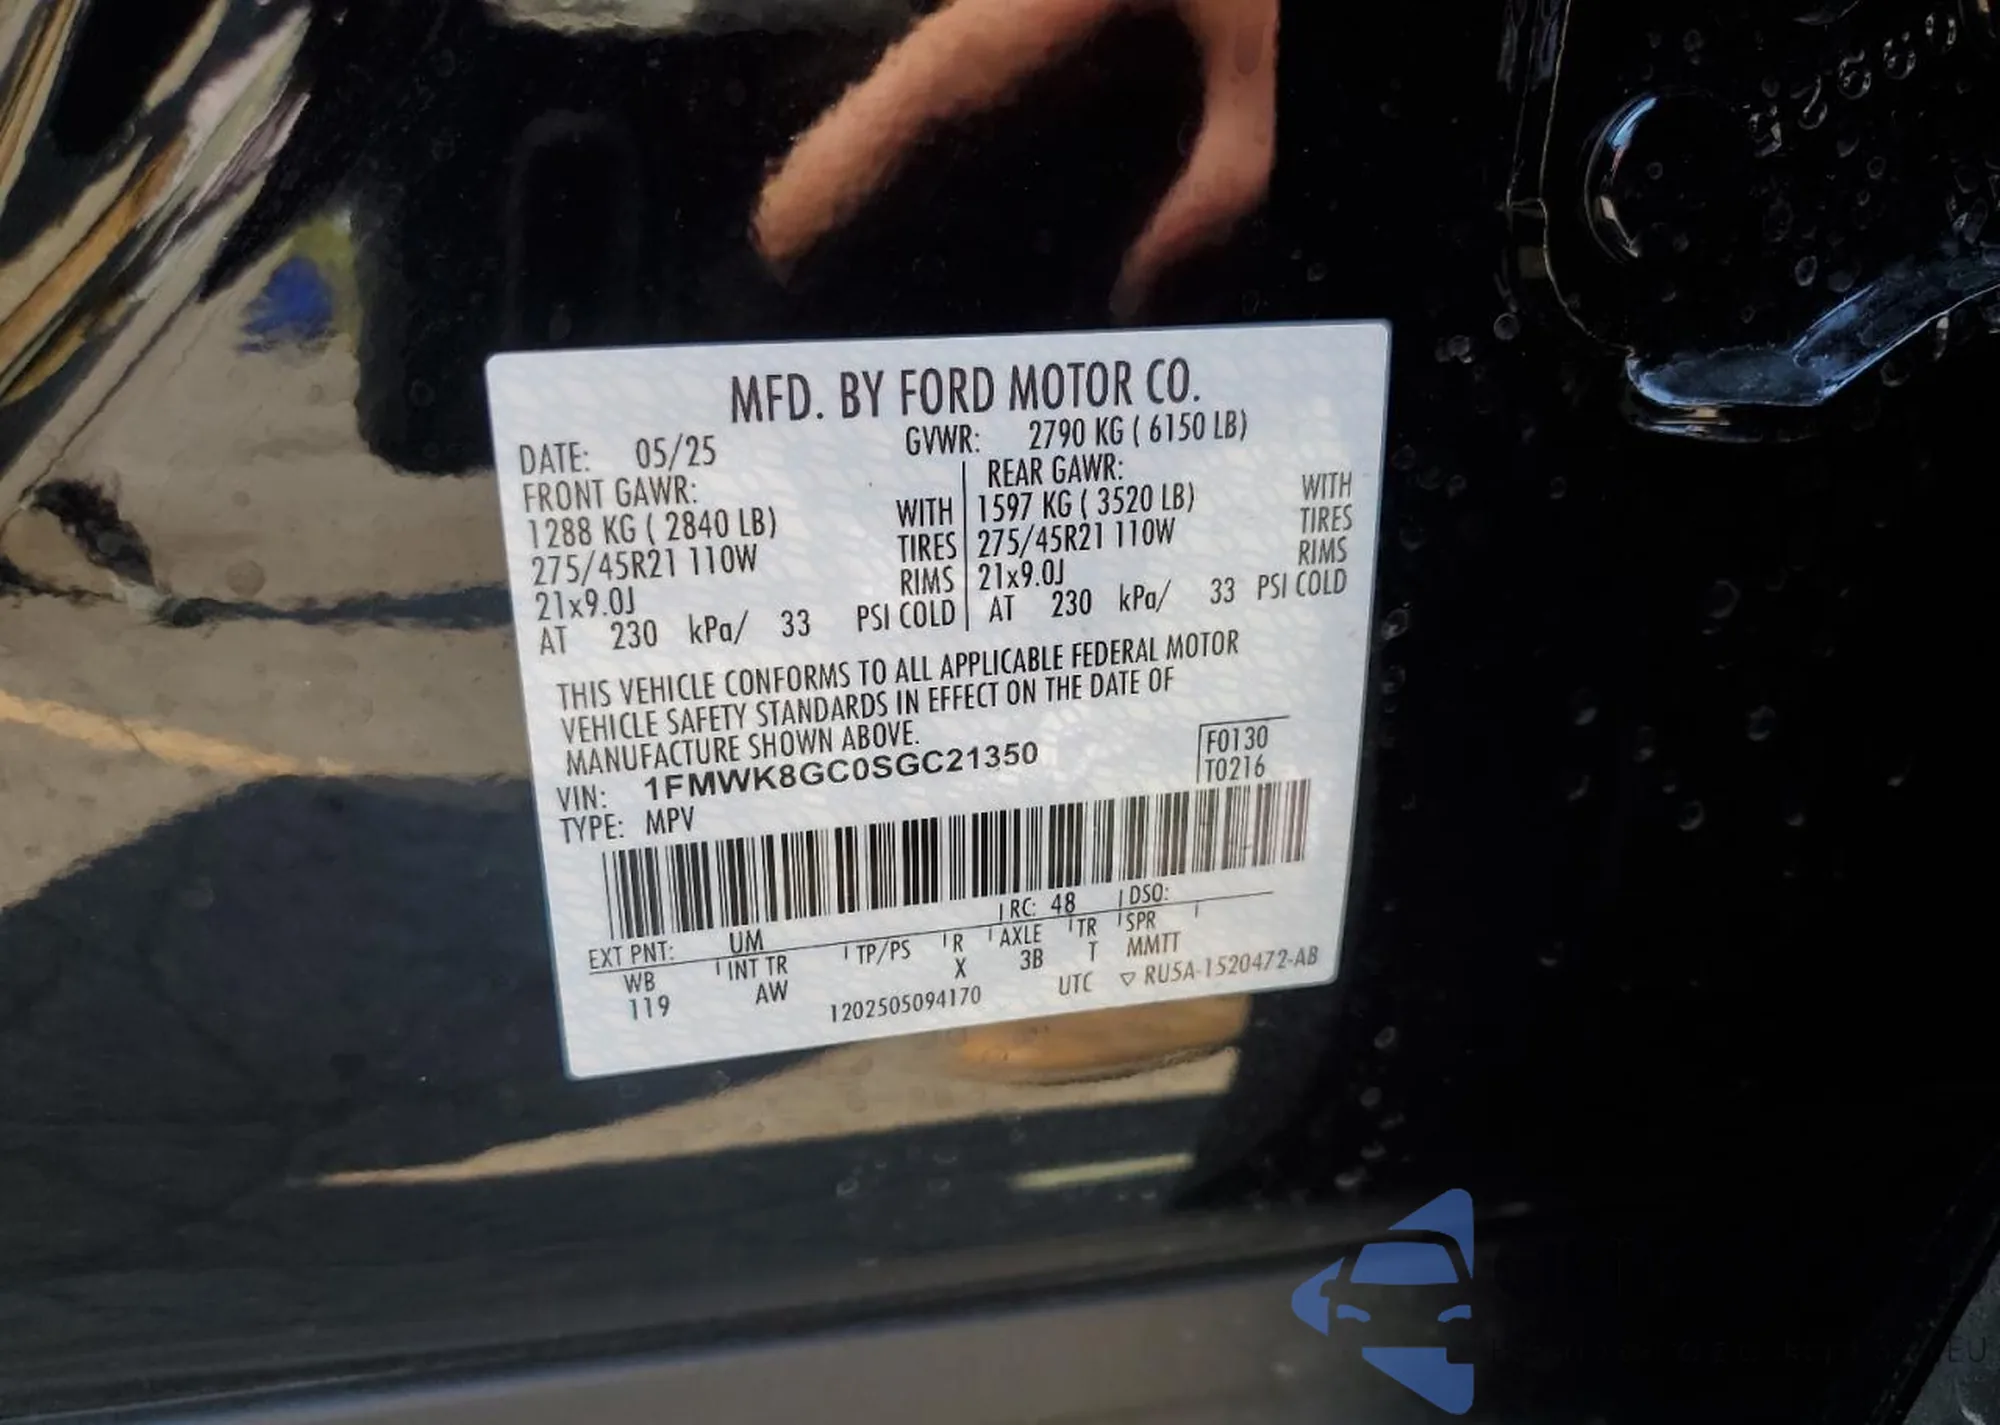 MFD. BY FORD MOTOR CO.
DATE: 05/25 GVWR: 2790 KG ( 6150 LB)
FRONT GAWR: REAR GAWR:
1288 KG ( 2840 LB) WITH 1597 KG ( 3520 LB) WITH
275/45R21 110W TIRES 275/45R21 110W TIRES
21x9.0J RIMS 21x9.0J RIMS
AT 230 kPa/ 33 PSI COLD AT 230 kPa/ 33 PSI COLD
THIS VEHICLE CONFORMS TO ALL APPLICABLE FEDERAL MOTOR
VEHICLE SAFETY STANDARDS IN EFFECT ON THE DATE OF
MANUFACTURE SHOWN ABOVE.
VIN: 1FMWK8GC0SGC21350 F0130
TYPE: MPV T0216
EXT PNT: UM RC: 48 DSO:
WB INT TR TP/PS R AXLE TR SPR
119 AW X 3B T MMTT
1202505094170 UTC ▽ RU5A-1520472-AB